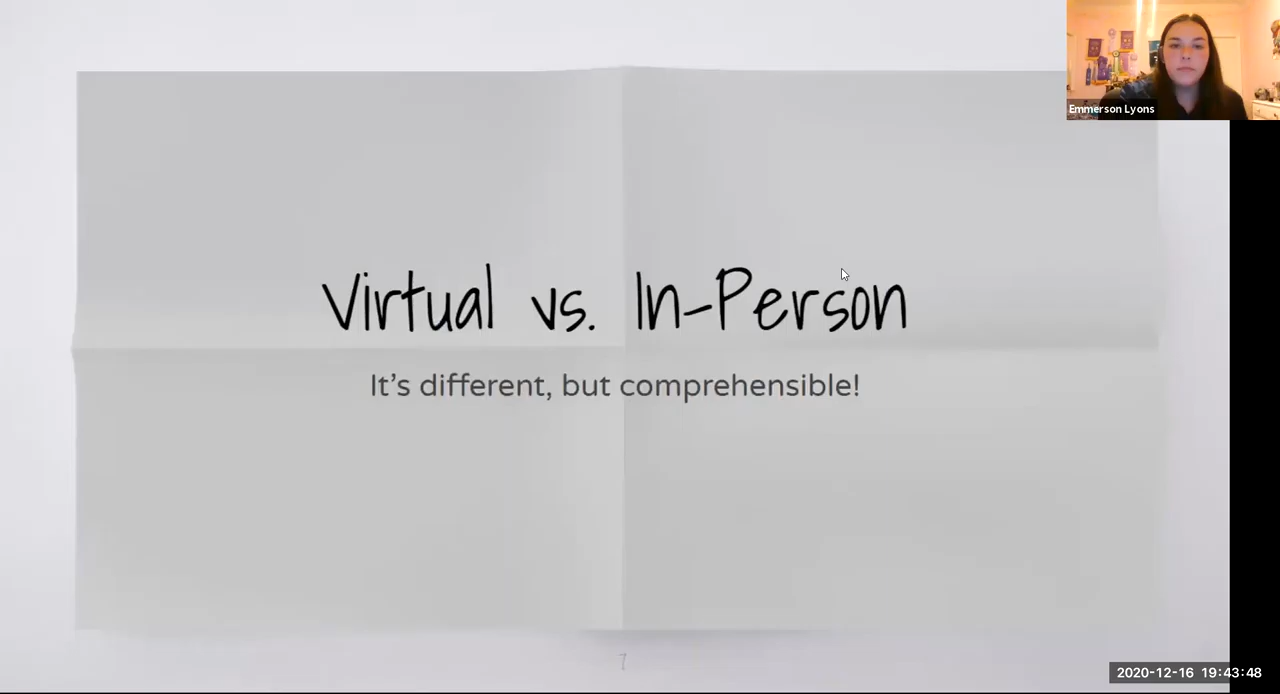 Emmerson Lyons
Virtual vs. In-Person
It's different, but comprehensible!
7
2020-12-16 19:43:48